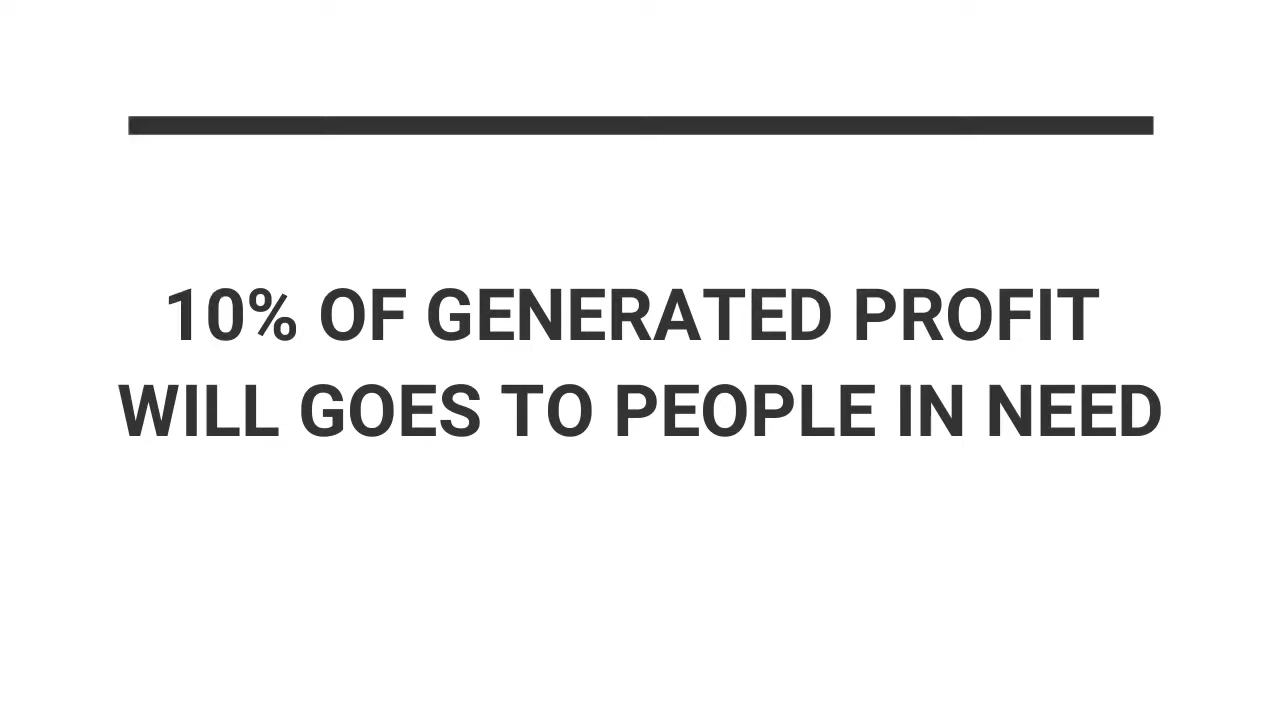 10% OF GENERATED PROFIT
WILL GOES TO PEOPLE IN NEED